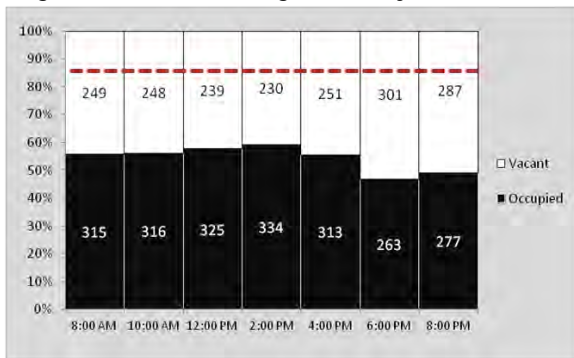 100%
90%
80%
70%
60%
50%
40%
30%
20%
10%
0%
249 248 239 230 251 301 287
315 316 325 334 313 263 277
8:00 AM 10:00 AM 12:00 PM 2:00 PM 4:00 PM 6:00 PM 8:00 PM
Vacant
Occupied